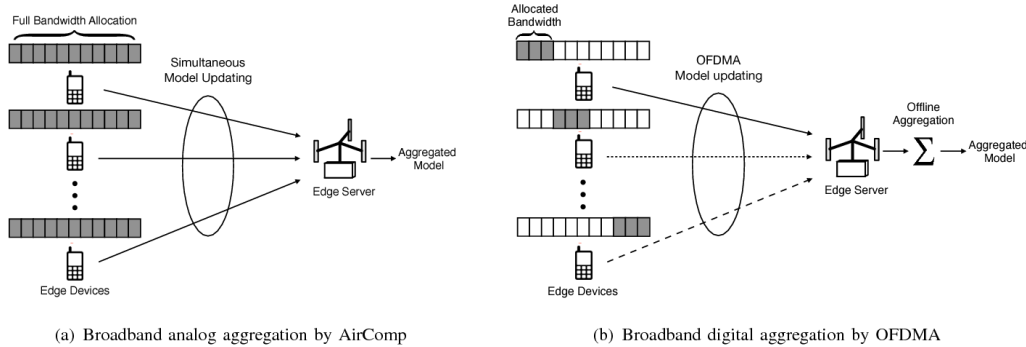 Full Bandwidth Allocation
Simultaneous
Model Updating
Edge Server
Aggregated
Model
Edge Devices
(a) Broadband analog aggregation by AirComp
Allocated
Bandwidth
OFDMA
Model updating
Offline
Aggregation
Σ
Edge Server
Aggregated
Model
Edge Devices
(b) Broadband digital aggregation by OFDMA